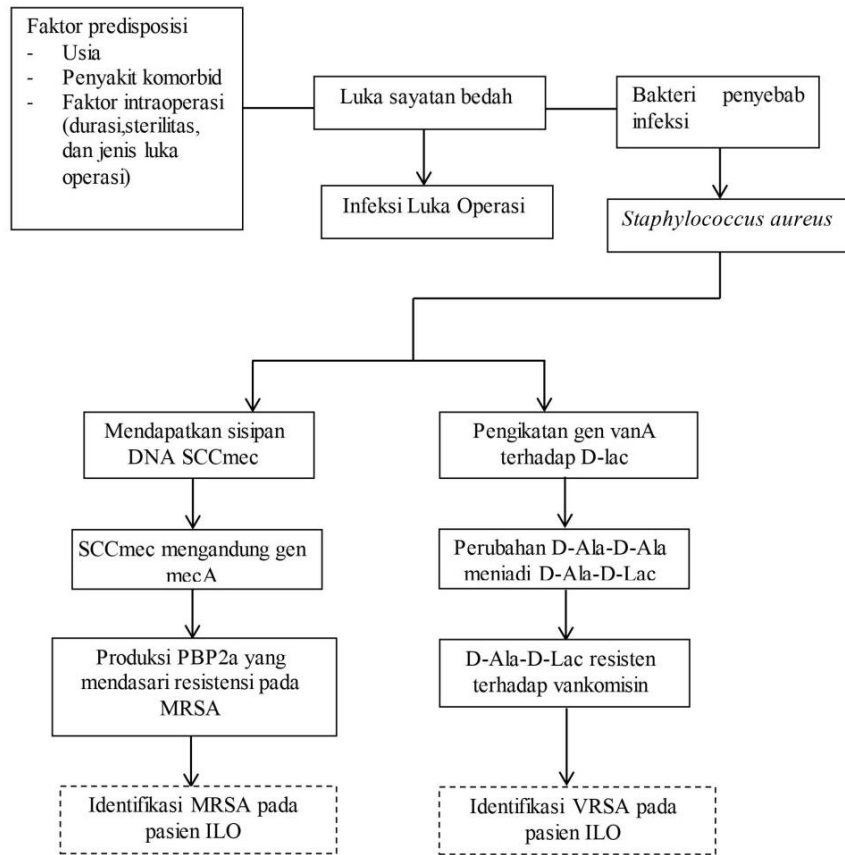 Faktor predisposisi
- Usia
- Penyakit komorbid
- Faktor intraoperasi
(durasi,sterilitas,
dan jenis luka
operasi)
Luka sayatan bedah
Bakteri penyebab
infeksi
Infeksi Luka Operasi
Staphylococcus aureus
Mendapatkan sisipan
DNA SCCmec
Pengikatan gen vanA
terhadap D-lac
SCCmec mengandung gen
mecA
Perubahan D-Ala-D-Ala
menjadi D-Ala-D-Lac
Produksi PBP2a yang
mendasari resistensi pada
MRSA
D-Ala-D-Lac resisten
terhadap vankomisin
Identifikasi MRSA pada
pasien ILO
Identifikasi VRSA pada
pasien ILO